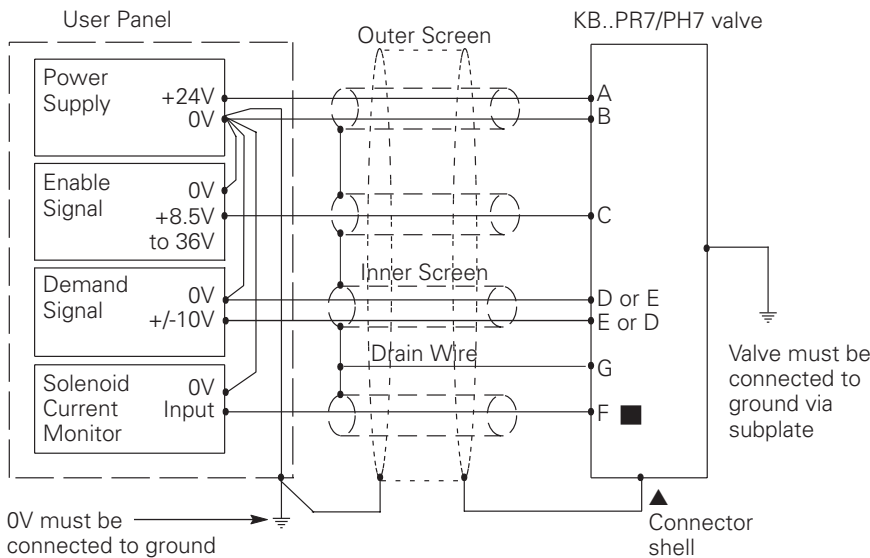 User Panel
Outer Screen
KB..PR7/PH7 valve
Power
Supply
+24V
0V
A
B
Enable
Signal
0V
+8.5V
to 36V
C
Inner Screen
Demand
Signal
0V
+/-10V
D or E
E or D
Drain Wire
G
Solenoid
Current
Monitor
0V
Input
F
Valve must be
connected to
ground via
subplate
0V must be
connected to ground
Connector
shell